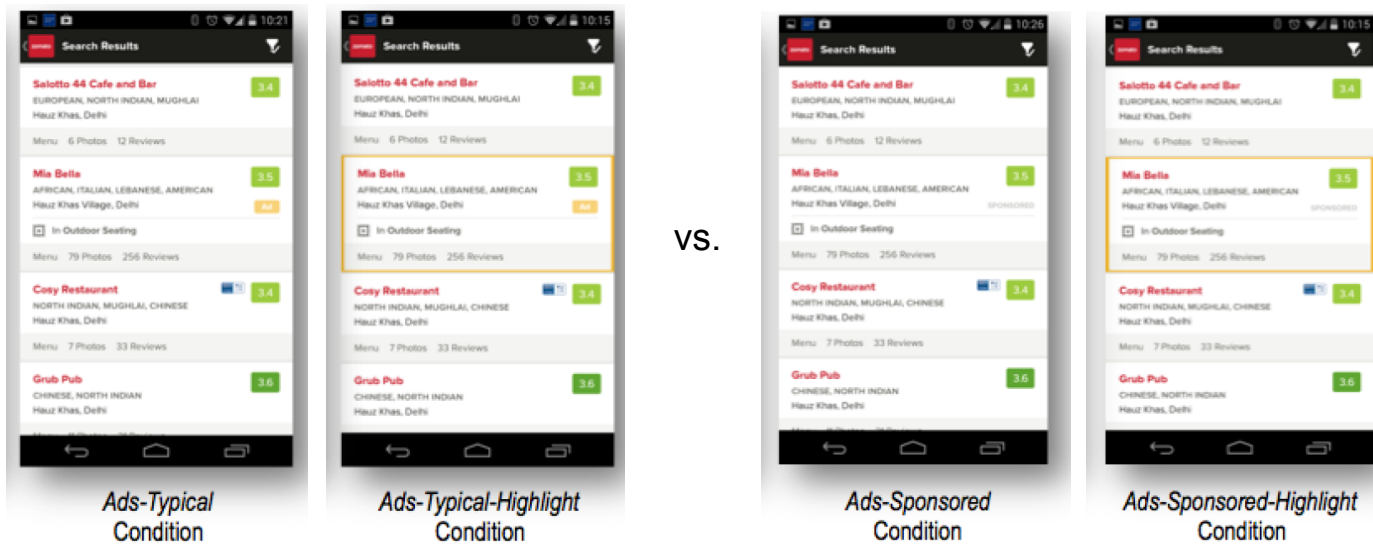 10:21
Search Results
Salotto 44 Cafe and Bar
3.4
EUROPEAN, NORTH INDIAN, MUGHLAI
Hauz Khas, Delhi
Menu 6 Photos 12 Reviews
Mia Bella
3.5
AFRICAN, ITALIAN, LEBANESE, AMERICAN
Hauz Khas Village, Delhi
Ad
In Outdoor Seating
Menu 79 Photos 256 Reviews
Cosy Restaurant
3.4
NORTH INDIAN, MUGHLAI, CHINESE
Hauz Khas, Delhi
Menu 7 Photos 33 Reviews
Grub Pub
3.6
CHINESE, NORTH INDIAN
Hauz Khas, Delhi
Ads-Typical
Condition
10:15
Search Results
Salotto 44 Cafe and Bar
3.4
EUROPEAN, NORTH INDIAN, MUGHLAI
Hauz Khas, Delhi
Menu 6 Photos 12 Reviews
Mia Bella
3.5
AFRICAN, ITALIAN, LEBANESE, AMERICAN
Hauz Khas Village, Delhi
Ad
In Outdoor Seating
Menu 79 Photos 256 Reviews
Cosy Restaurant
3.4
NORTH INDIAN, MUGHLAI, CHINESE
Hauz Khas, Delhi
Menu 7 Photos 33 Reviews
Grub Pub
3.6
CHINESE, NORTH INDIAN
Hauz Khas, Delhi
Ads-Typical-Highlight
Condition
vs.
10:26
Search Results
Salotto 44 Cafe and Bar
3.4
EUROPEAN, NORTH INDIAN, MUGHLAI
Hauz Khas, Delhi
Menu 6 Photos 12 Reviews
Mia Bella
3.5
AFRICAN, ITALIAN, LEBANESE, AMERICAN
Hauz Khas Village, Delhi
SPONSORED
In Outdoor Seating
Menu 79 Photos 256 Reviews
Cosy Restaurant
3.4
NORTH INDIAN, MUGHLAI, CHINESE
Hauz Khas, Delhi
Menu 7 Photos 33 Reviews
Grub Pub
3.6
CHINESE, NORTH INDIAN
Hauz Khas, Delhi
Ads-Sponsored
Condition
10:15
Search Results
Salotto 44 Cafe and Bar
3.4
EUROPEAN, NORTH INDIAN, MUGHLAI
Hauz Khas, Delhi
Menu 6 Photos 12 Reviews
Mia Bella
3.5
AFRICAN, ITALIAN, LEBANESE, AMERICAN
Hauz Khas Village, Delhi
SPONSORED
In Outdoor Seating
Menu 79 Photos 256 Reviews
Cosy Restaurant
3.4
NORTH INDIAN, MUGHLAI, CHINESE
Hauz Khas, Delhi
Menu 7 Photos 33 Reviews
Grub Pub
3.6
CHINESE, NORTH INDIAN
Hauz Khas, Delhi
Ads-Sponsored-Highlight
Condition